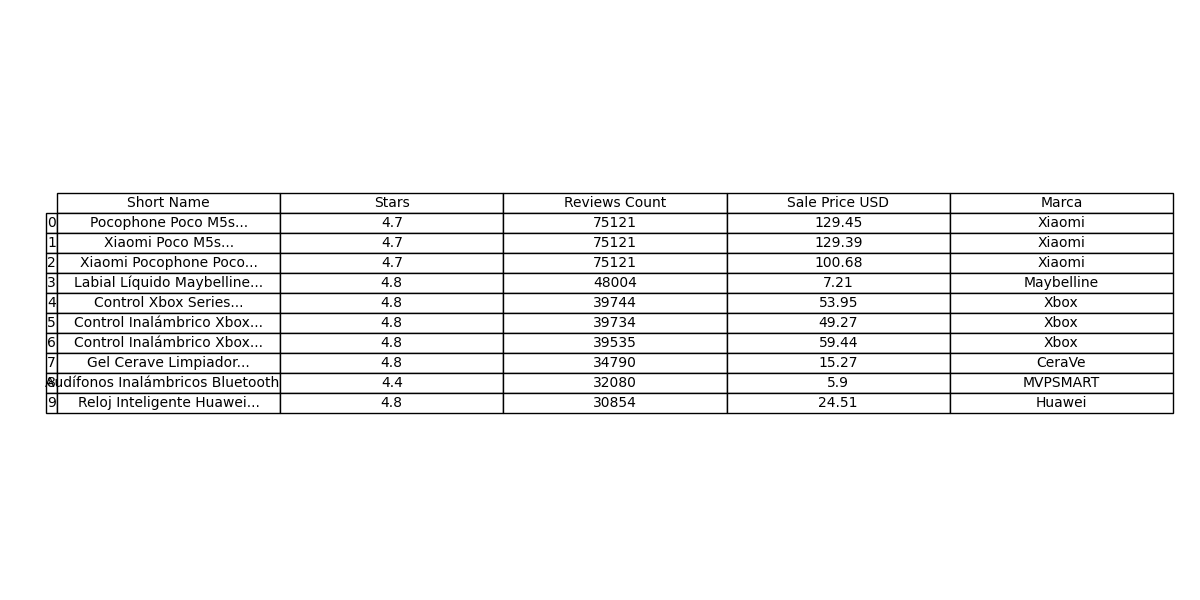 Short Name Stars Reviews Count Sale Price USD Marca
0 Pocophone Poco M5s... 4.7 75121 129.45 Xiaomi
1 Xiaomi Poco M5s... 4.7 75121 129.39 Xiaomi
2 Xiaomi Pocophone Poco... 4.7 75121 100.68 Xiaomi
3 Labial Líquido Maybelline... 4.8 48004 7.21 Maybelline
4 Control Xbox Series... 4.8 39744 53.95 Xbox
5 Control Inalámbrico Xbox... 4.8 39734 49.27 Xbox
6 Control Inalámbrico Xbox... 4.8 39535 59.44 Xbox
7 Gel Cerave Limpiador... 4.8 34790 15.27 CeraVe
8 Audífonos Inalámbricos Bluetooth 4.4 32080 5.9 MVPSMART
9 Reloj Inteligente Huawei... 4.8 30854 24.51 Huawei